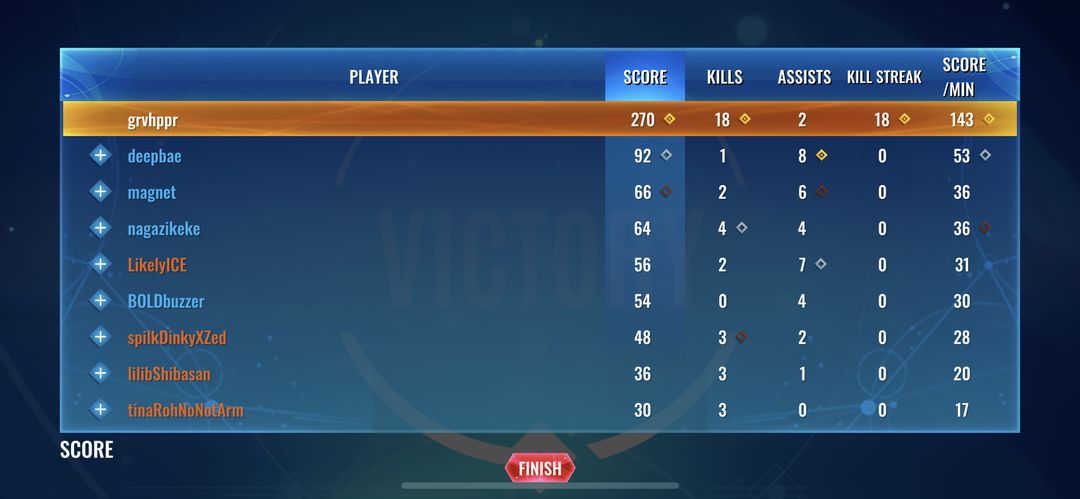 PLAYER SCORE KILLS ASSISTS KILL STREAK SCORE /MIN
grvhppr 270 18 2 18 143
deepbae 92 1 8 0 53
magnet 66 2 6 0 36
nagazikeke 64 4 4 0 36
LikelyICE 56 2 7 0 31
BOLDbuzzer 54 0 4 0 30
spilkDinkyXZed 48 3 2 0 28
lilibShibasan 36 3 1 0 20
tinaRohNoNotArm 30 3 0 0 17
VICTORY
SCORE
FINISH